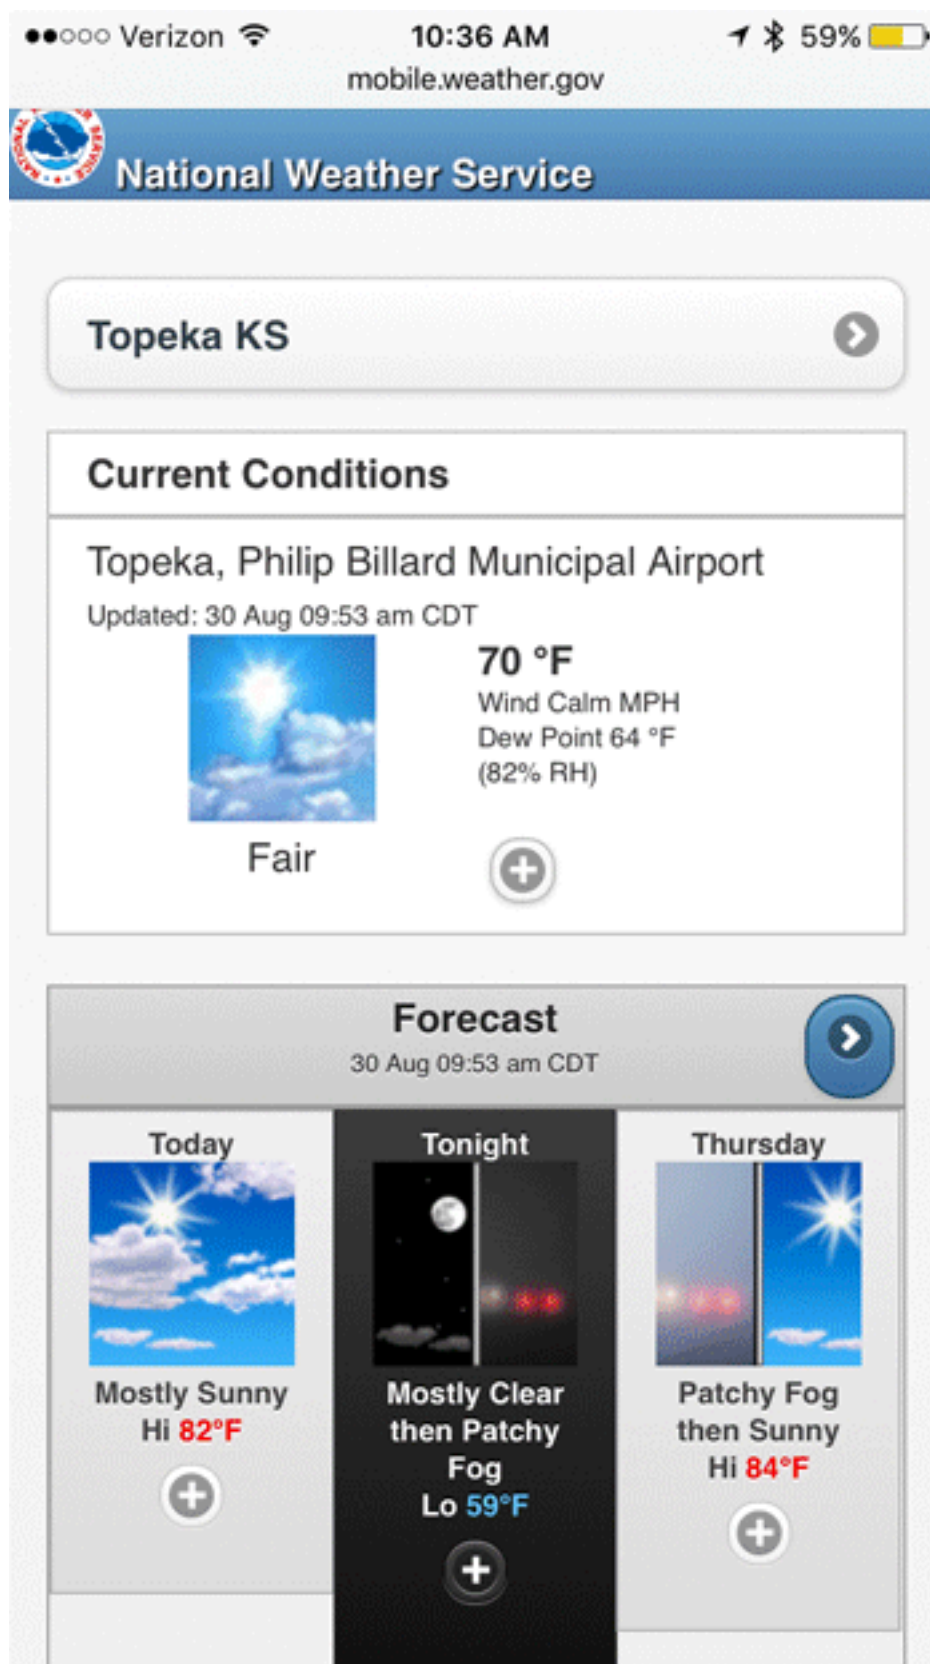 Verizon 10:36 AM 59%
mobile.weather.gov
National Weather Service
Topeka KS
Current Conditions
Topeka, Philip Billard Municipal Airport
Updated: 30 Aug 09:53 am CDT
70 °F
Wind Calm MPH
Dew Point 64 °F
(82% RH)
Fair
Forecast
30 Aug 09:53 am CDT
Today
Mostly Sunny
Hi 82°F
Tonight
Mostly Clear
then Patchy
Fog
Lo 59°F
Thursday
Patchy Fog
then Sunny
Hi 84°F